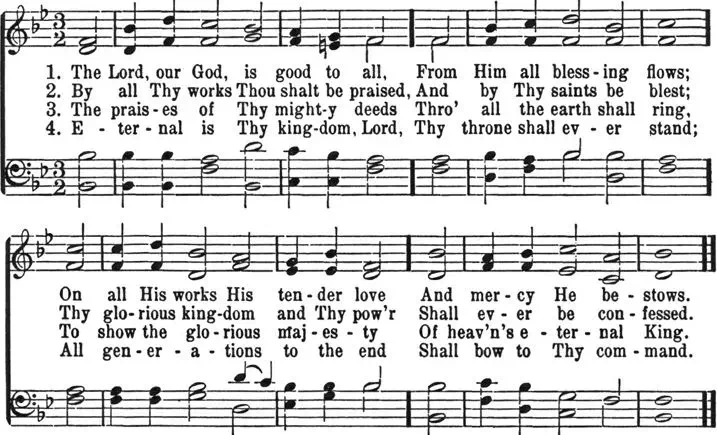 3
2
1. The Lord, our God, is good to all, From Him all bless-ing flows;
2. By all Thy works Thou shalt be praised, And by Thy saints be blest;
3. The prais-es of Thy might-y deeds Thro' all the earth shall ring,
4. E - ter-nal is Thy king-dom, Lord, Thy throne shall ev - er stand;
3
2
On all His works His ten-der love And mer-cy He be-stows.
Thy glo-rious king-dom and Thy pow'r Shall ev-er be con-fessed.
To show the glo-rious maj-es-ty Of heav'n's e-ter-nal King.
All gen-er-a-tions to the end Shall bow to Thy com-mand.